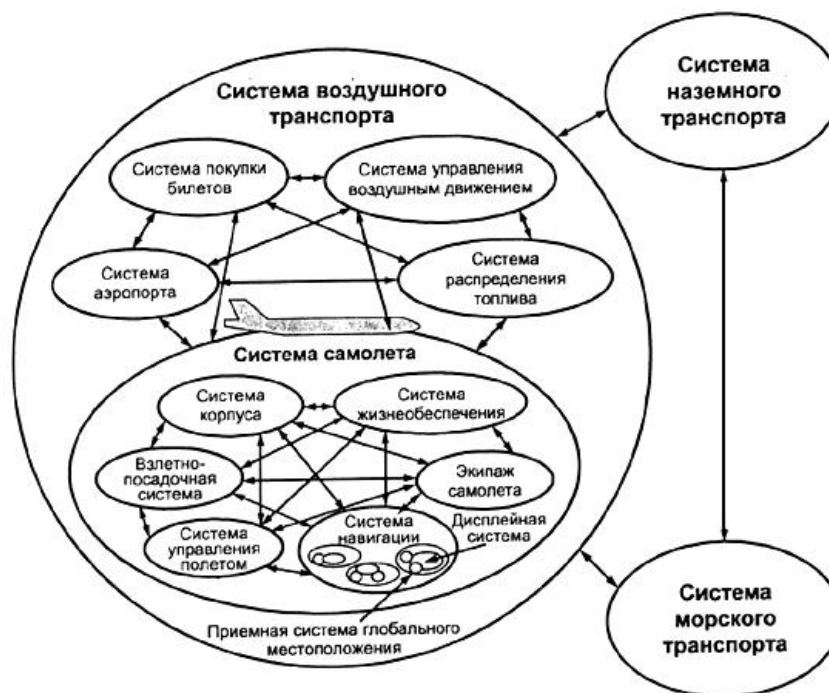 Система воздушного
транспорта
Система
наземного
транспорта
Система покупки
билетов
Система управления
воздушным движением
Система
аэропорта
Система
распределения
топлива
Система самолета
Система
корпуса
Система
жизнеобеспечения
Взлетно-
посадочная
система
Экипаж
самолета
Система
управления
полетом
Система
навигации
Дисплейная
система
Приемная система глобального
местоположения
Система
морского
транспорта